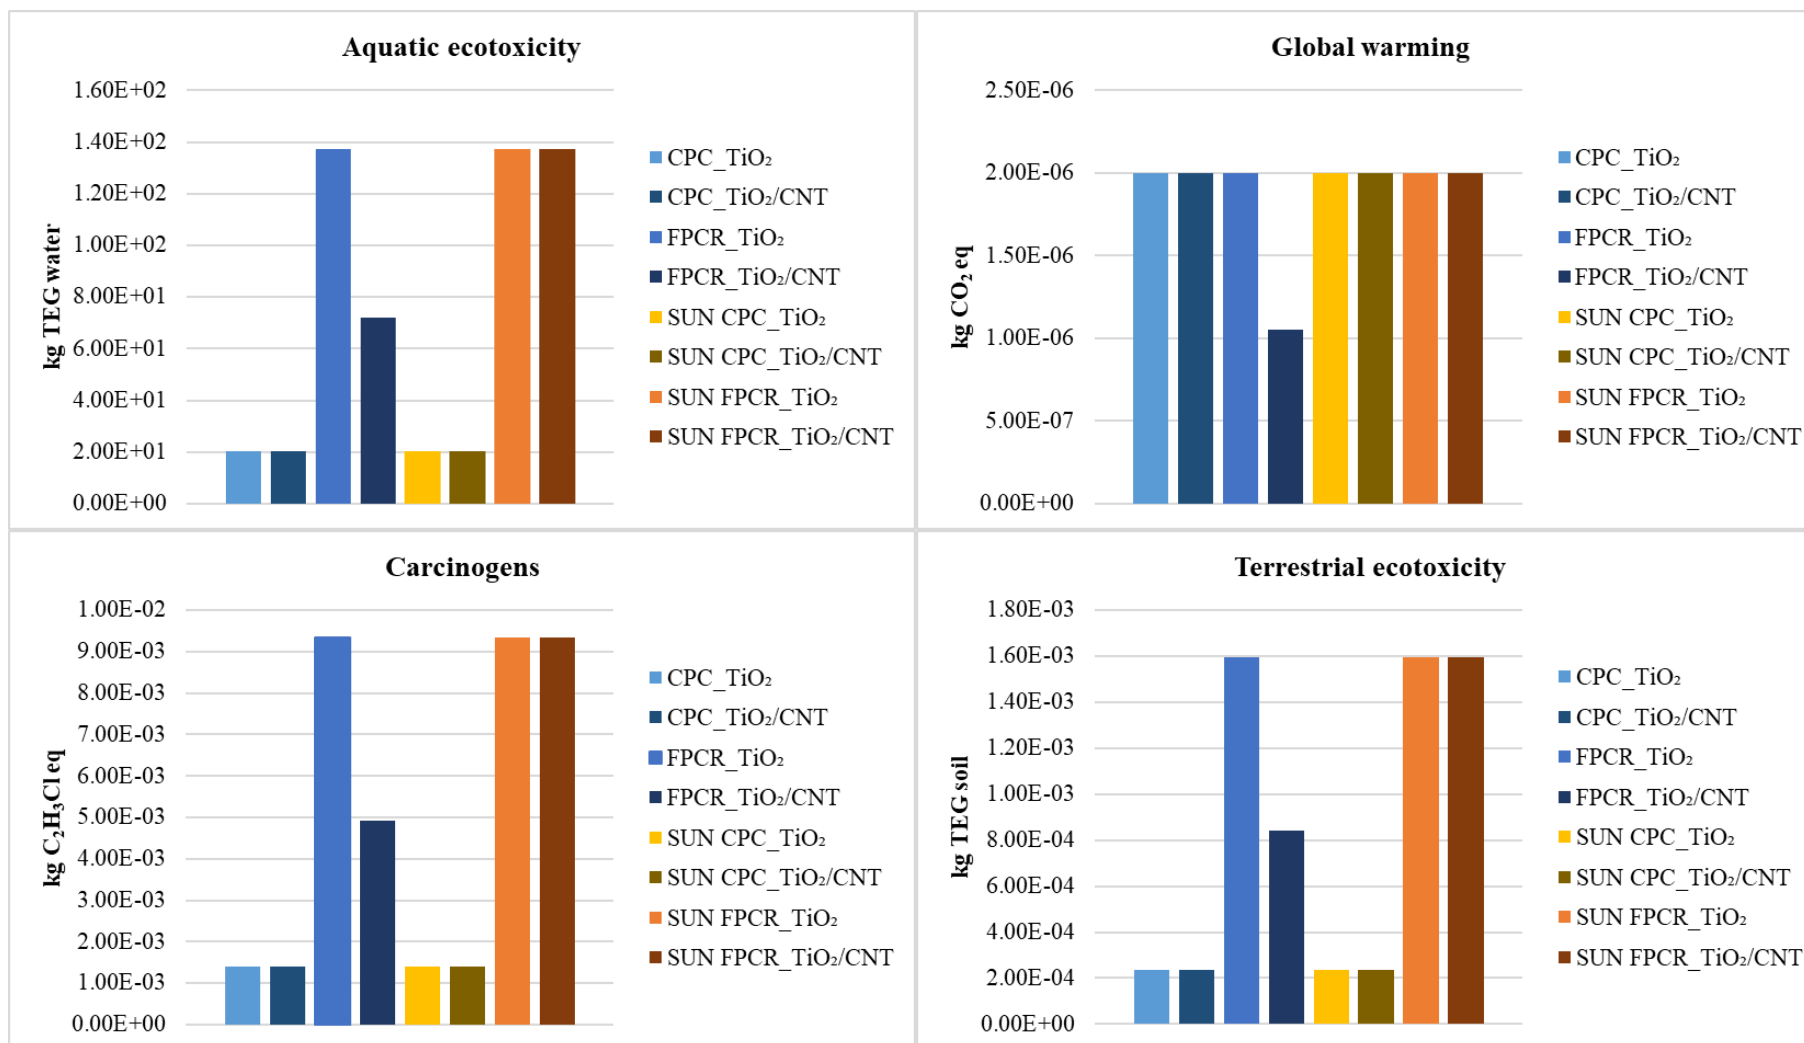 Aquatic ecotoxicity
kg TEG water
1.60E+02
1.40E+02
1.20E+02
1.00E+02
8.00E+01
6.00E+01
4.00E+01
2.00E+01
0.00E+00
CPC_TiO₂
CPC_TiO₂/CNT
FPCR_TiO₂
FPCR_TiO₂/CNT
SUN CPC_TiO₂
SUN CPC_TiO₂/CNT
SUN FPCR_TiO₂
SUN FPCR_TiO₂/CNT
Global warming
kg CO₂ eq
2.50E-06
2.00E-06
1.50E-06
1.00E-06
5.00E-07
0.00E+00
CPC_TiO₂
CPC_TiO₂/CNT
FPCR_TiO₂
FPCR_TiO₂/CNT
SUN CPC_TiO₂
SUN CPC_TiO₂/CNT
SUN FPCR_TiO₂
SUN FPCR_TiO₂/CNT
Carcinogens
kg C₂H₃Cl eq
1.00E-02
9.00E-03
8.00E-03
7.00E-03
6.00E-03
5.00E-03
4.00E-03
3.00E-03
2.00E-03
1.00E-03
0.00E+00
CPC_TiO₂
CPC_TiO₂/CNT
FPCR_TiO₂
FPCR_TiO₂/CNT
SUN CPC_TiO₂
SUN CPC_TiO₂/CNT
SUN FPCR_TiO₂
SUN FPCR_TiO₂/CNT
Terrestrial ecotoxicity
kg TEG soil
1.80E-03
1.60E-03
1.40E-03
1.20E-03
1.00E-03
8.00E-04
6.00E-04
4.00E-04
2.00E-04
0.00E+00
CPC_TiO₂
CPC_TiO₂/CNT
FPCR_TiO₂
FPCR_TiO₂/CNT
SUN CPC_TiO₂
SUN CPC_TiO₂/CNT
SUN FPCR_TiO₂
SUN FPCR_TiO₂/CNT